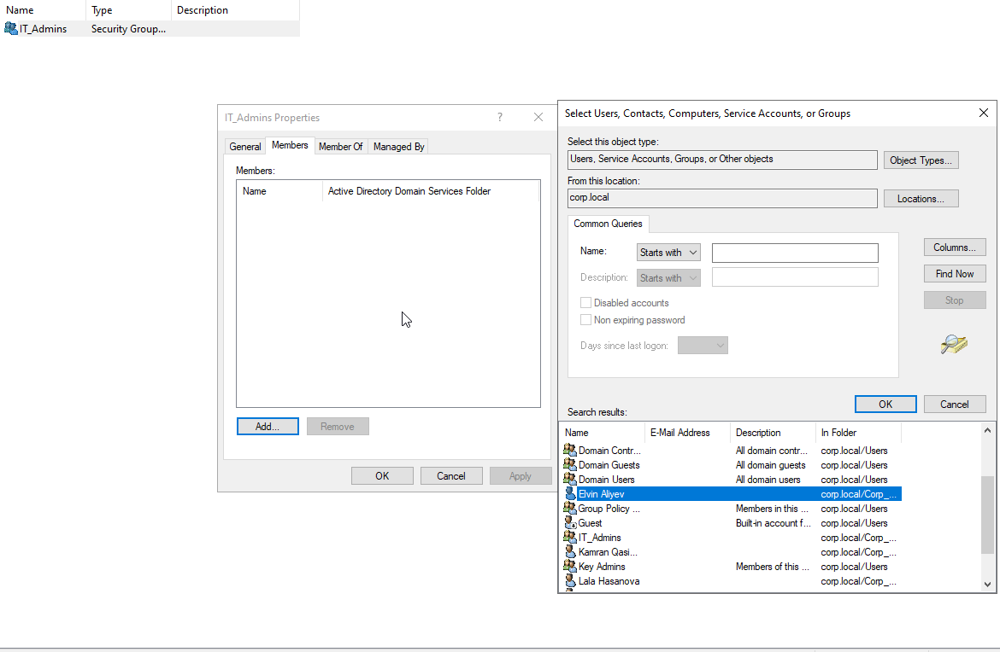 Name Type Description
IT_Admins Security Group...
IT_Admins Properties ?
General Members Member Of Managed By
Members:
Name Active Directory Domain Services Folder
Add... Remove
OK Cancel Apply
Select Users, Contacts, Computers, Service Accounts, or Groups
Select this object type:
Users, Service Accounts, Groups, or Other objects Object Types...
From this location:
corp.local Locations...
Common Queries
Name: Starts with
Description: Starts with
Disabled accounts
Non expiring password
Days since last logon:
Columns...
Find Now
Stop
OK Cancel
Search results:
Name E-Mail Address Description In Folder
Domain Contr... All domain contr... corp.local/Users
Domain Guests All domain guests corp.local/Users
Domain Users All domain users corp.local/Users
Elvin Aliyev corp.local/Corp_...
Group Policy ... Members in this ... corp.local/Users
Guest Built-in account f... corp.local/Users
IT_Admins corp.local/Corp_...
Kamran Qasi... corp.local/Corp_...
Key Admins Members of this ... corp.local/Users
Lala Hasanova corp.local/Corp_...